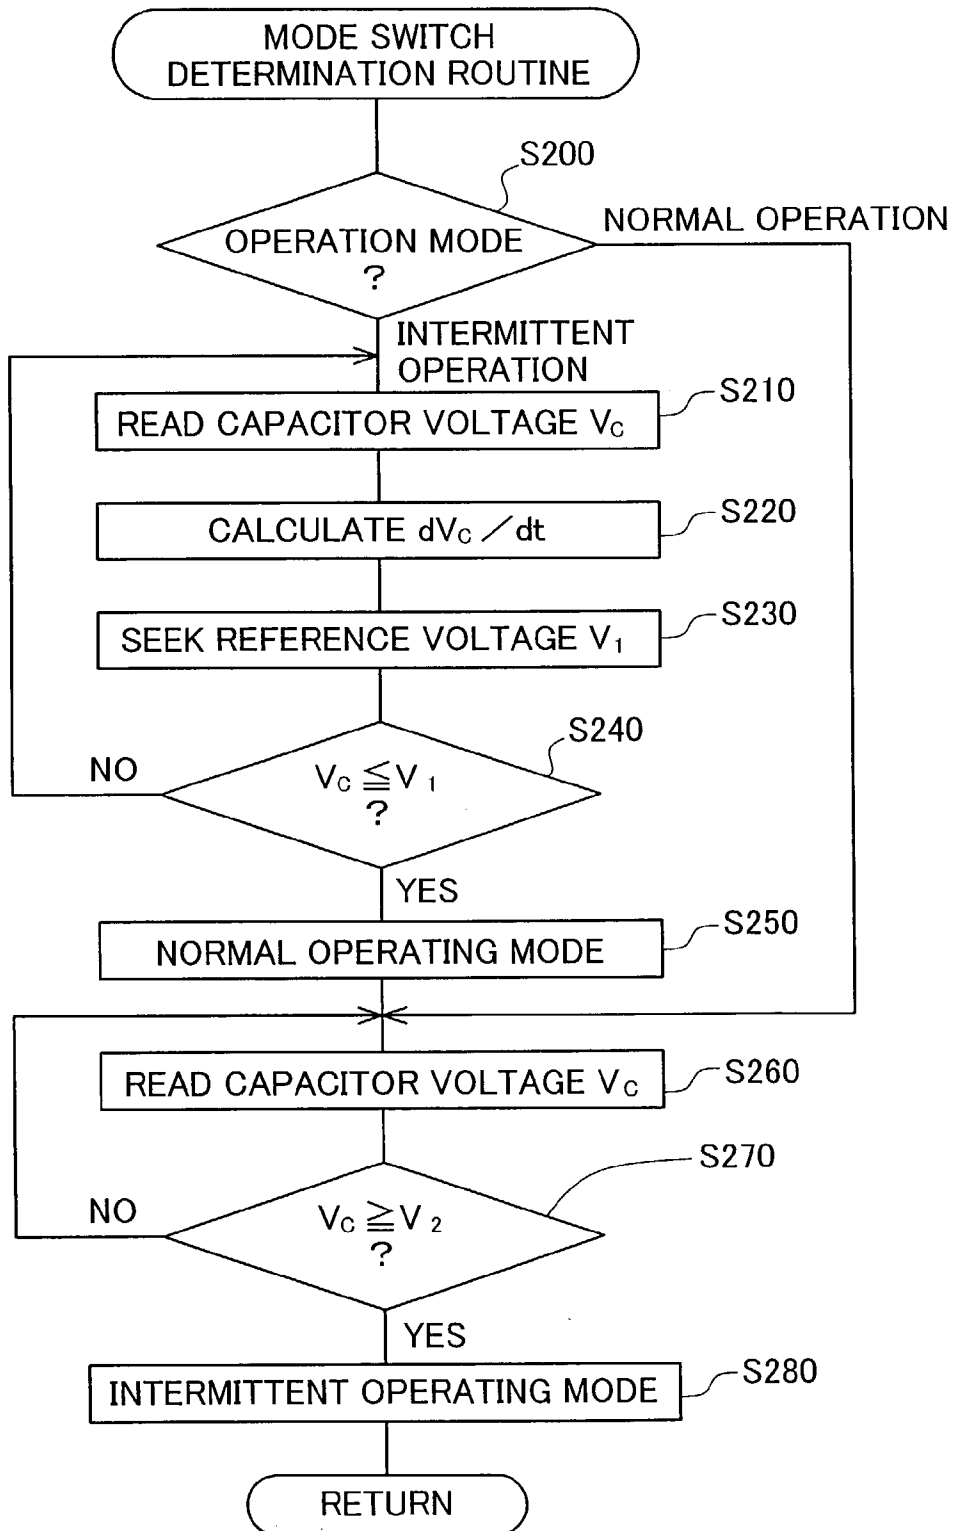 MODE SWITCH
DETERMINATION ROUTINE
S200
NORMAL OPERATION
OPERATION MODE
?
INTERMITTENT
OPERATION
S210
READ CAPACITOR VOLTAGE VC
S220
CALCULATE dVC／dt
S230
SEEK REFERENCE VOLTAGE V1
S240
NO
VC≦V1
?
YES
S250
NORMAL OPERATING MODE
S260
READ CAPACITOR VOLTAGE VC
S270
NO
VC≧V2
?
YES
S280
INTERMITTENT OPERATING MODE
RETURN